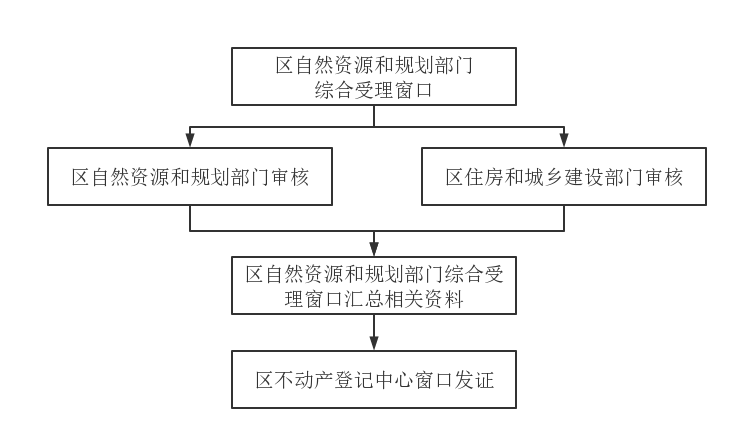 区自然资源和规划部门
综合受理窗口
区自然资源和规划部门审核
区住房和城乡建设部门审核
区自然资源和规划部门综合受
理窗口汇总相关资料
区不动产登记中心窗口发证